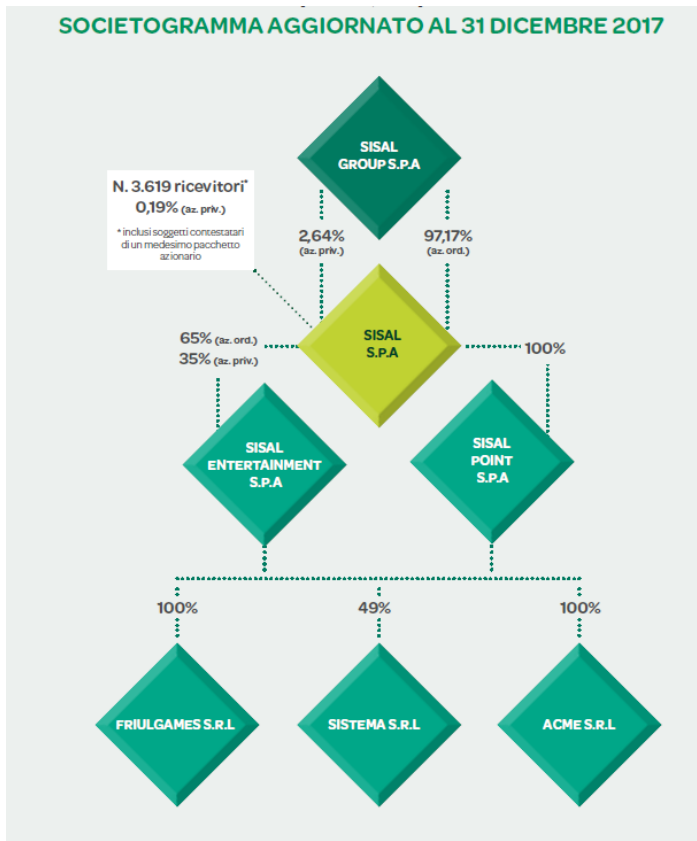 SOCIETOGRAMMA AGGIORNATO AL 31 DICEMBRE 2017
SISAL
GROUP S.P.A
N. 3.619 ricevitori*
0,19% (az. priv.)
* inclusi soggetti contestatari
di un medesimo pacchetto
azionario
2,64%
(az. priv.)
97,17%
(az. ord.)
65% (az. ord.)
35% (az. priv.)
SISAL
S.P.A
100%
SISAL
ENTERTAINMENT
S.P.A
SISAL
POINT
S.P.A
100%
49%
100%
FRIULGAMES S.R.L
SISTEMA S.R.L
ACME S.R.L